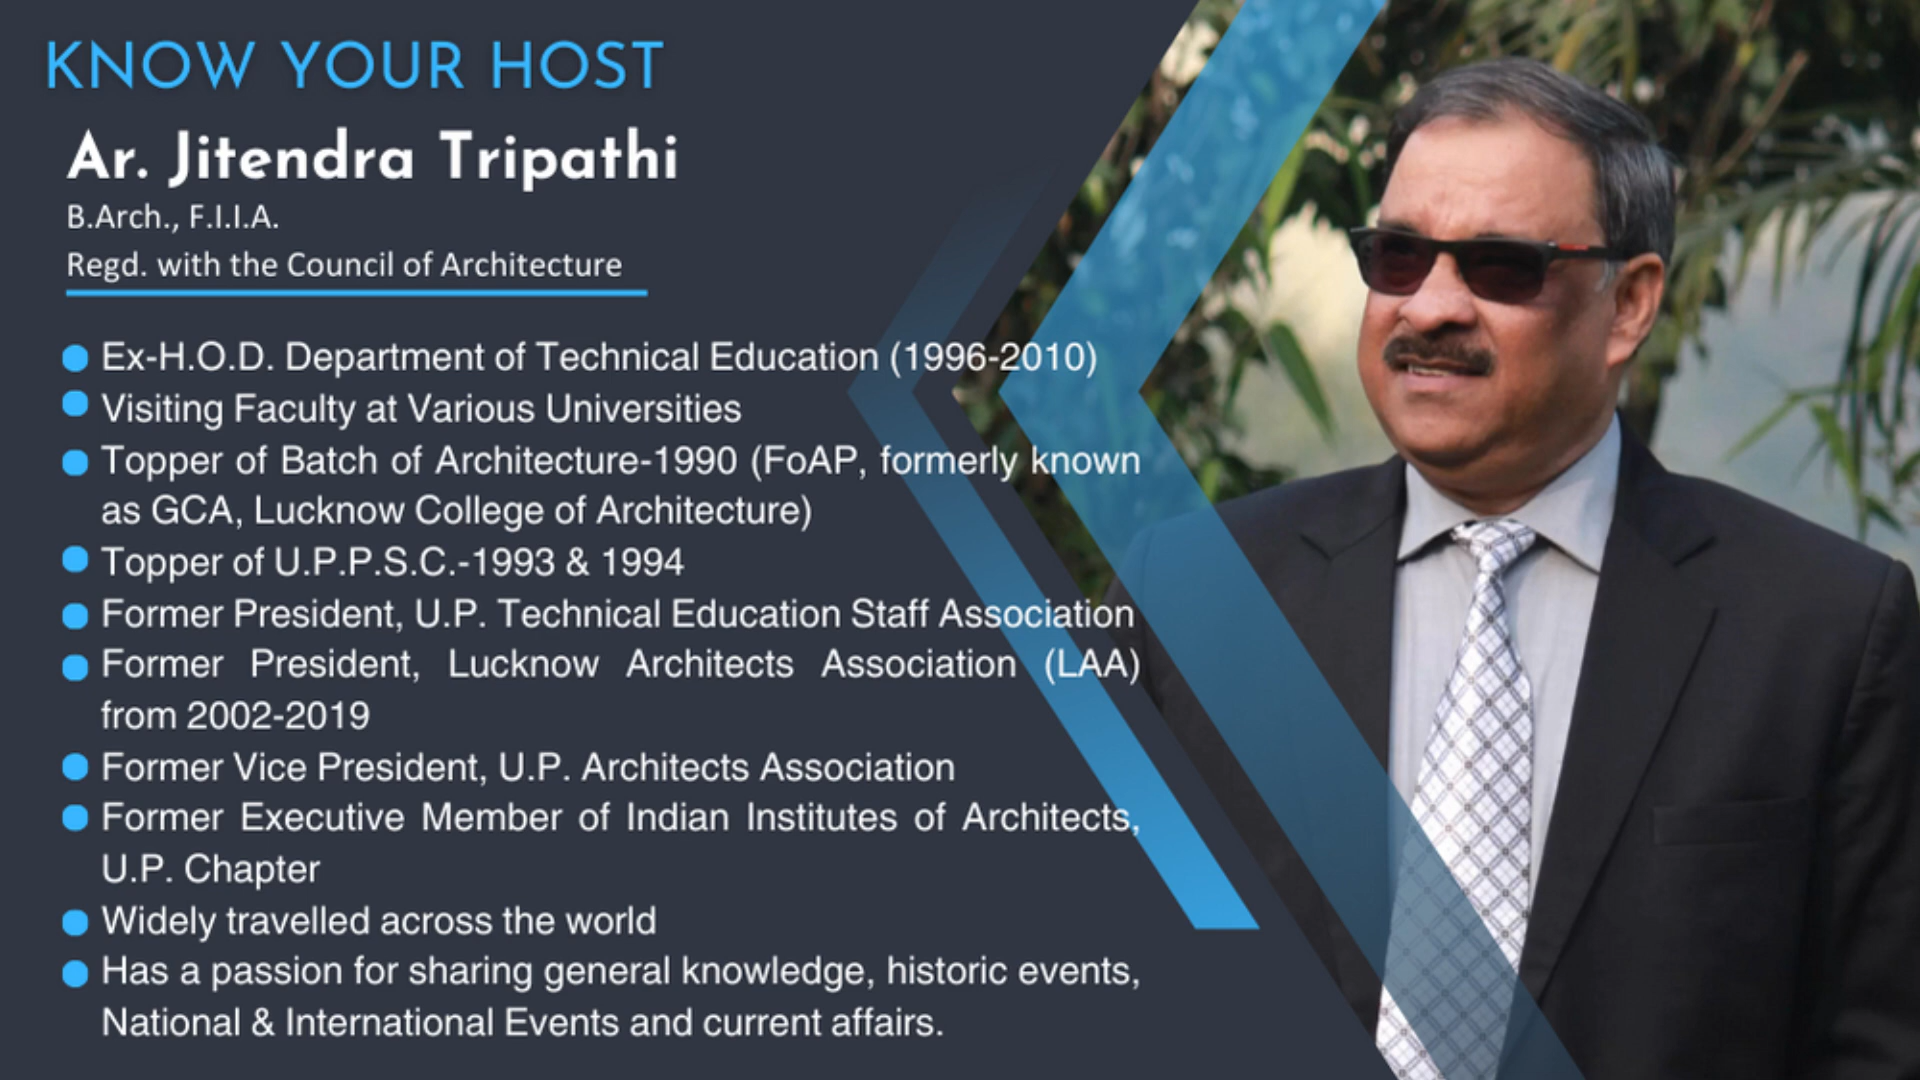 KNOW YOUR HOST
Ar. Jitendra Tripathi
B.Arch., F.I.I.A.
Regd. with the Council of Architecture
Ex-H.O.D. Department of Technical Education (1996-2010)
Visiting Faculty at Various Universities
Topper of Batch of Architecture-1990 (FoAP, formerly known
as GCA, Lucknow College of Architecture)
Topper of U.P.P.S.C.-1993 & 1994
Former President, U.P. Technical Education Staff Association
Former President, Lucknow Architects Association (LAA)
from 2002-2019
Former Vice President, U.P. Architects Association
Former Executive Member of Indian Institutes of Architects,
U.P. Chapter
Widely travelled across the world
Has a passion for sharing general knowledge, historic events,
National & International Events and current affairs.